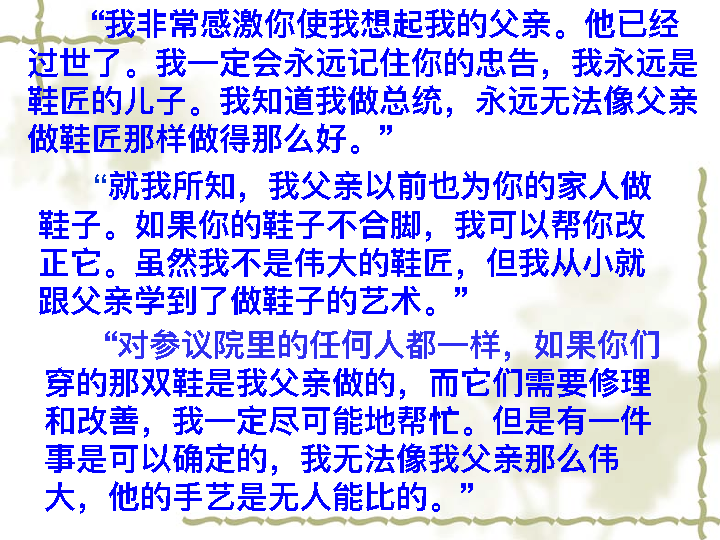 “我非常感激你使我想起我的父亲。他已经
过世了。我一定会永远记住你的忠告，我永远是
鞋匠的儿子。我知道我做总统，永远无法像父亲
做鞋匠那样做得那么好。”
“就我所知，我父亲以前也为你的家人做
鞋子。如果你的鞋子不合脚，我可以帮你改
正它。虽然我不是伟大的鞋匠，但我从小就
跟父亲学到了做鞋子的艺术。”
“对参议院里的任何人都一样，如果你们
穿的那双鞋是我父亲做的，而它们需要修理
和改善，我一定尽可能地帮忙。但是有一件
事是可以确定的，我无法像我父亲那么伟
大，他的手艺是无人能比的。”